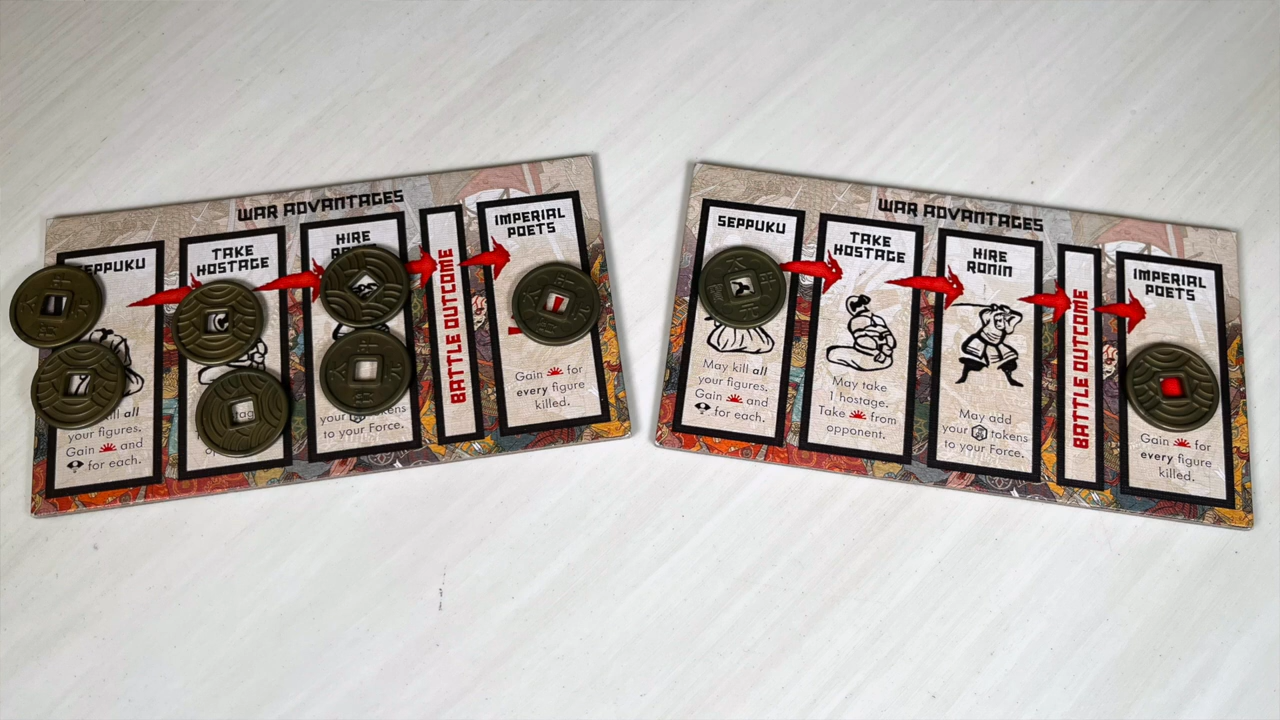 WAR ADVANTAGES
SEPPUKU
all
your figures.
Gain and
for each.
TAKE
HOSTAGE
HIRE
your tokens
to your Force.
BATTLE OUTCOME
IMPERIAL
POETS
Gain for
every figure
killed.
WAR ADVANTAGES
SEPPUKU
May kill all
your figures.
Gain and
for each.
TAKE
HOSTAGE
May take
1 hostage.
Take from
opponent.
HIRE
RONIN
May add
your tokens
to your Force.
BATTLE OUTCOME
IMPERIAL
POETS
Gain for
every figure
killed.